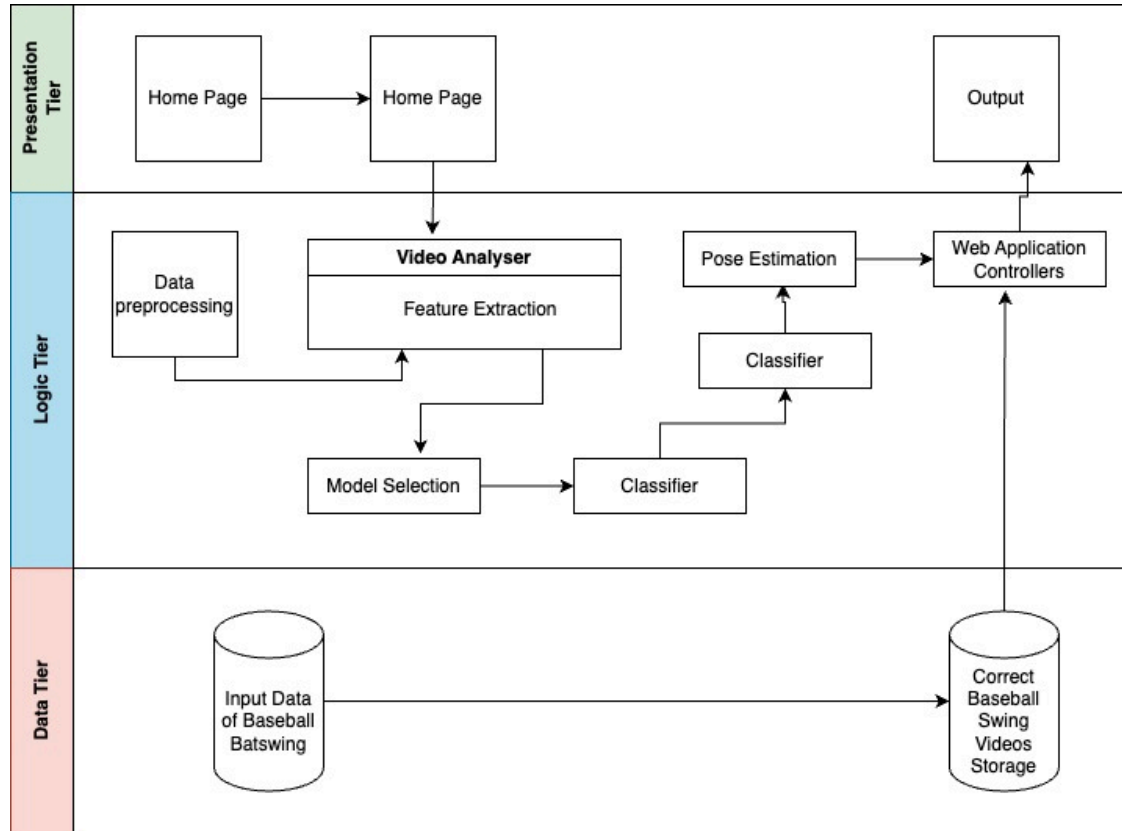 Presentation
Tier
Home Page
Home Page
Output
Logic Tier
Data
preprocessing
Video Analyser
Feature Extraction
Pose Estimation
Web Application
Controllers
Classifier
Model Selection
Classifier
Data Tier
Input Data
of Baseball
Batswing
Correct
Baseball
Swing
Videos
Storage